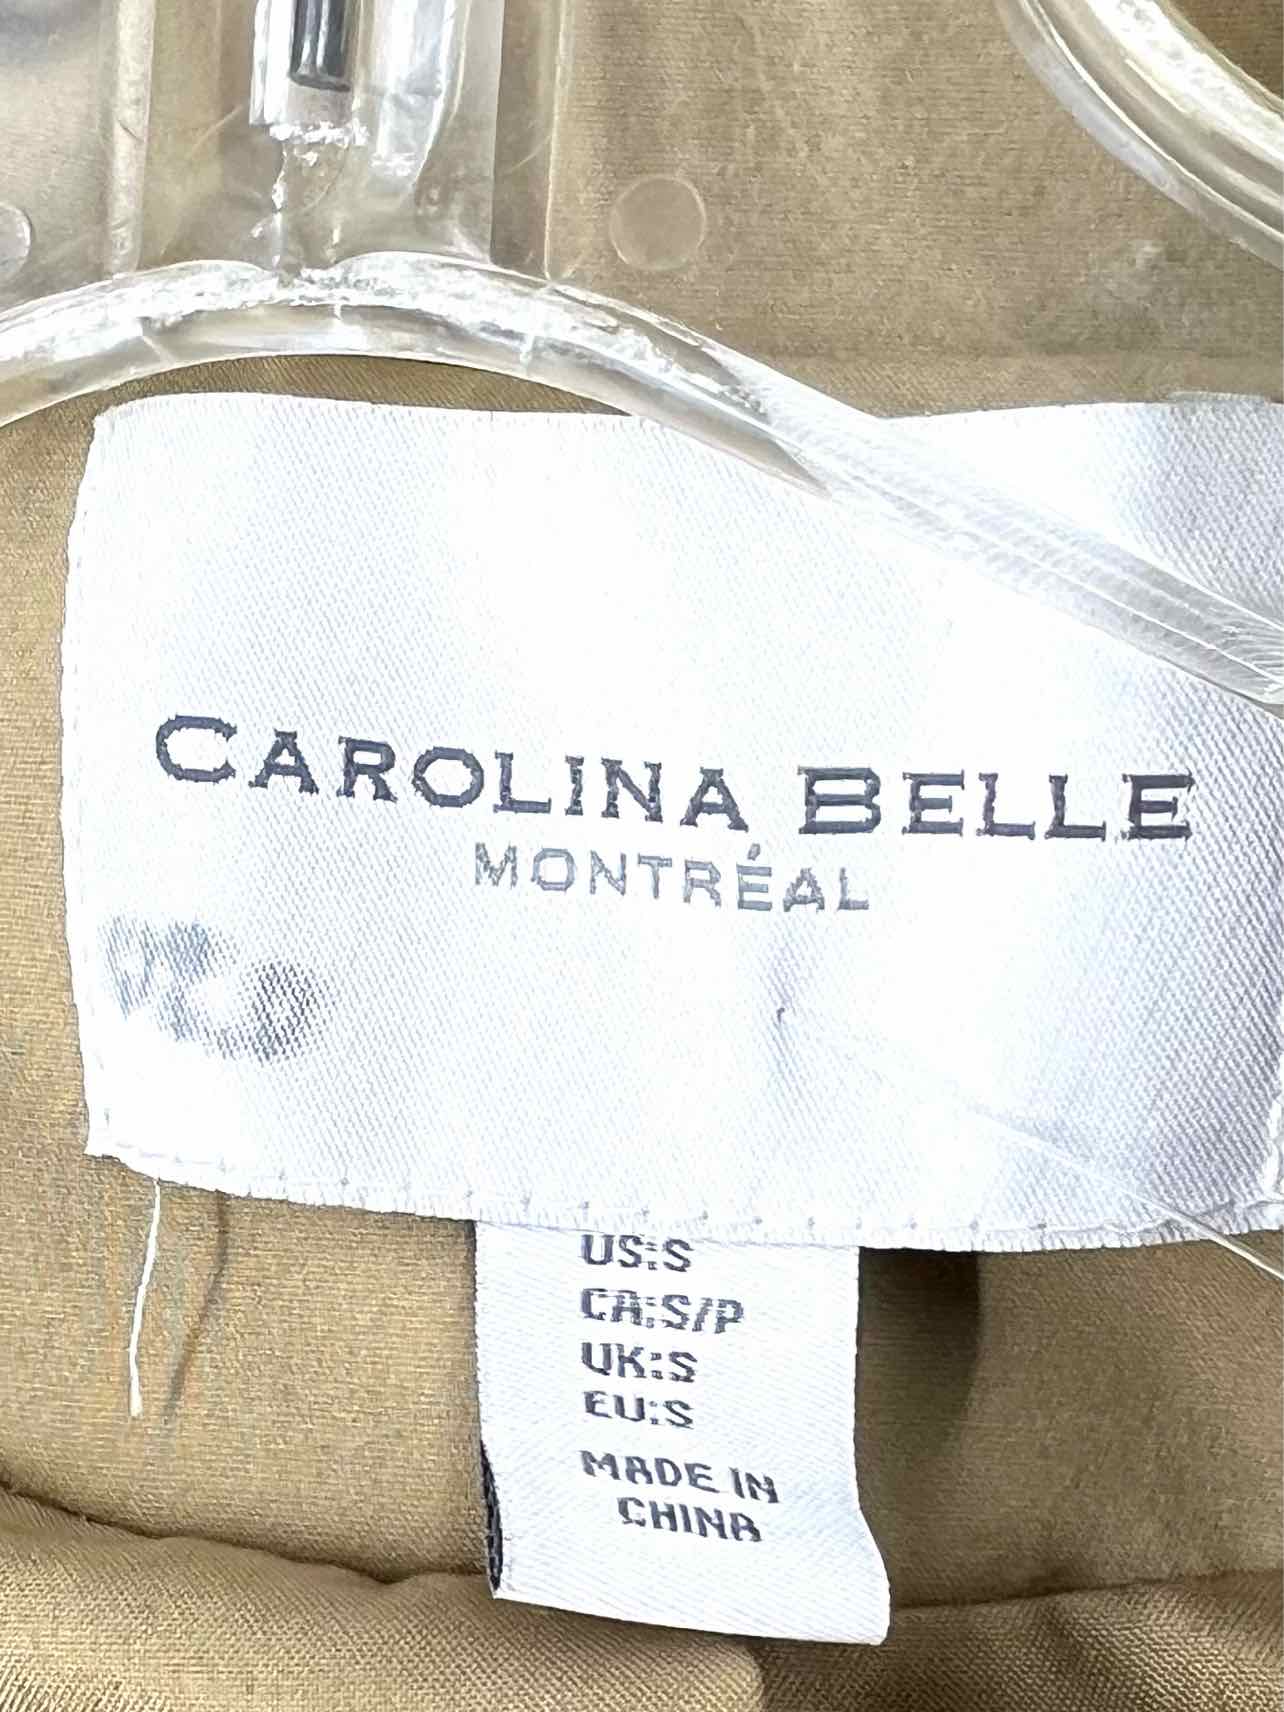 CAROLINA BELLE
MONTRÉAL
US:S
CA:S/P
UK:S
EU:S
MADE IN
CHINA